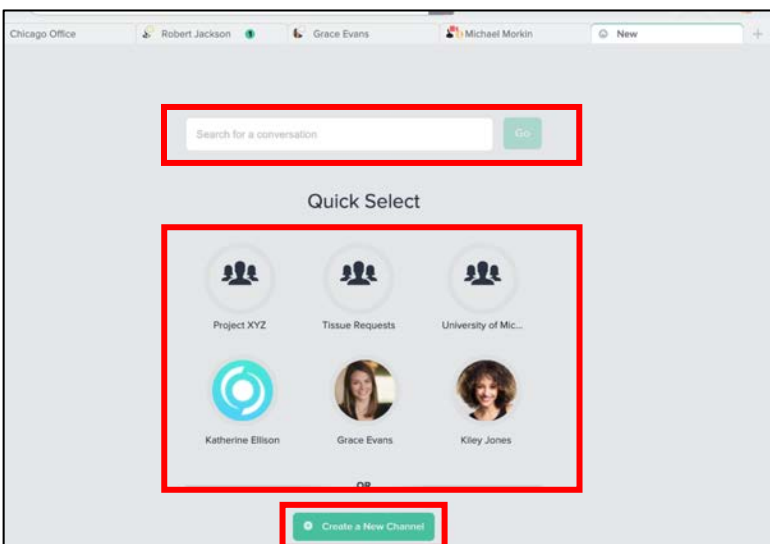 Chicago Office Robert Jackson 1 Grace Evans Michael Morkin New
Search for a conversation Go
Quick Select
Project XYZ Tissue Requests University of Mic...
Katherine Ellison Grace Evans Kiley Jones
OR
Create a New Channel